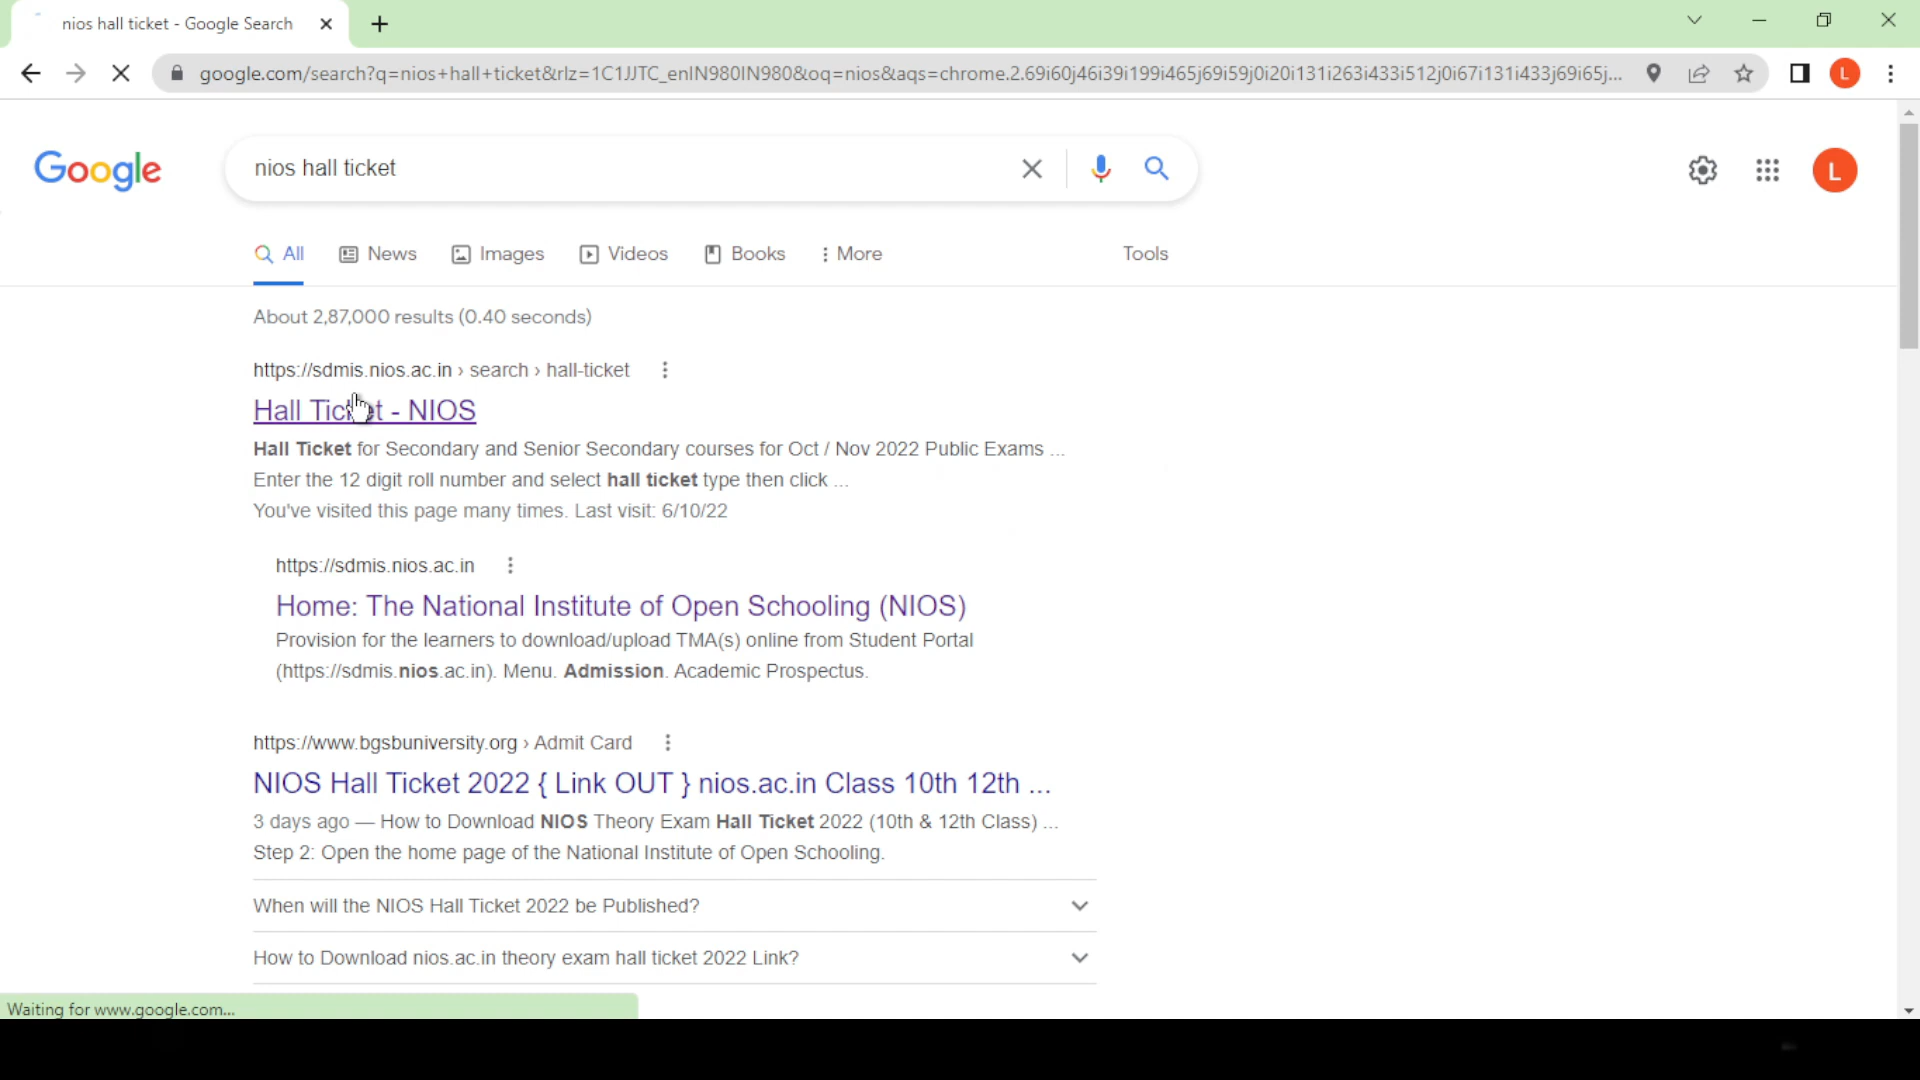 nios hall ticket - Google Search
google.com/search?q=nios+hall+ticket&rlz=1C1JJTC_enIN980IN980&oq=nios&aqs=chrome.2.69i60j46i39i199i465j69i59j0i20i131i263i433i512j0i67i131i433j69i65j...
L
Google
nios hall ticket
L
All News Images Videos Books More Tools
About 2,87,000 results (0.40 seconds)
https://sdmis.nios.ac.in › search › hall-ticket
Hall Ticket - NIOS
Hall Ticket for Secondary and Senior Secondary courses for Oct / Nov 2022 Public Exams ...
Enter the 12 digit roll number and select hall ticket type then click ...
You've visited this page many times. Last visit: 6/10/22
https://sdmis.nios.ac.in
Home: The National Institute of Open Schooling (NIOS)
Provision for the learners to download/upload TMA(s) online from Student Portal
(https://sdmis.nios.ac.in). Menu. Admission. Academic Prospectus.
https://www.bgsbuniversity.org › Admit Card
NIOS Hall Ticket 2022 { Link OUT } nios.ac.in Class 10th 12th ...
3 days ago — How to Download NIOS Theory Exam Hall Ticket 2022 (10th & 12th Class) ...
Step 2: Open the home page of the National Institute of Open Schooling.
When will the NIOS Hall Ticket 2022 be Published?
How to Download nios.ac.in theory exam hall ticket 2022 Link?
Waiting for www.google.com...